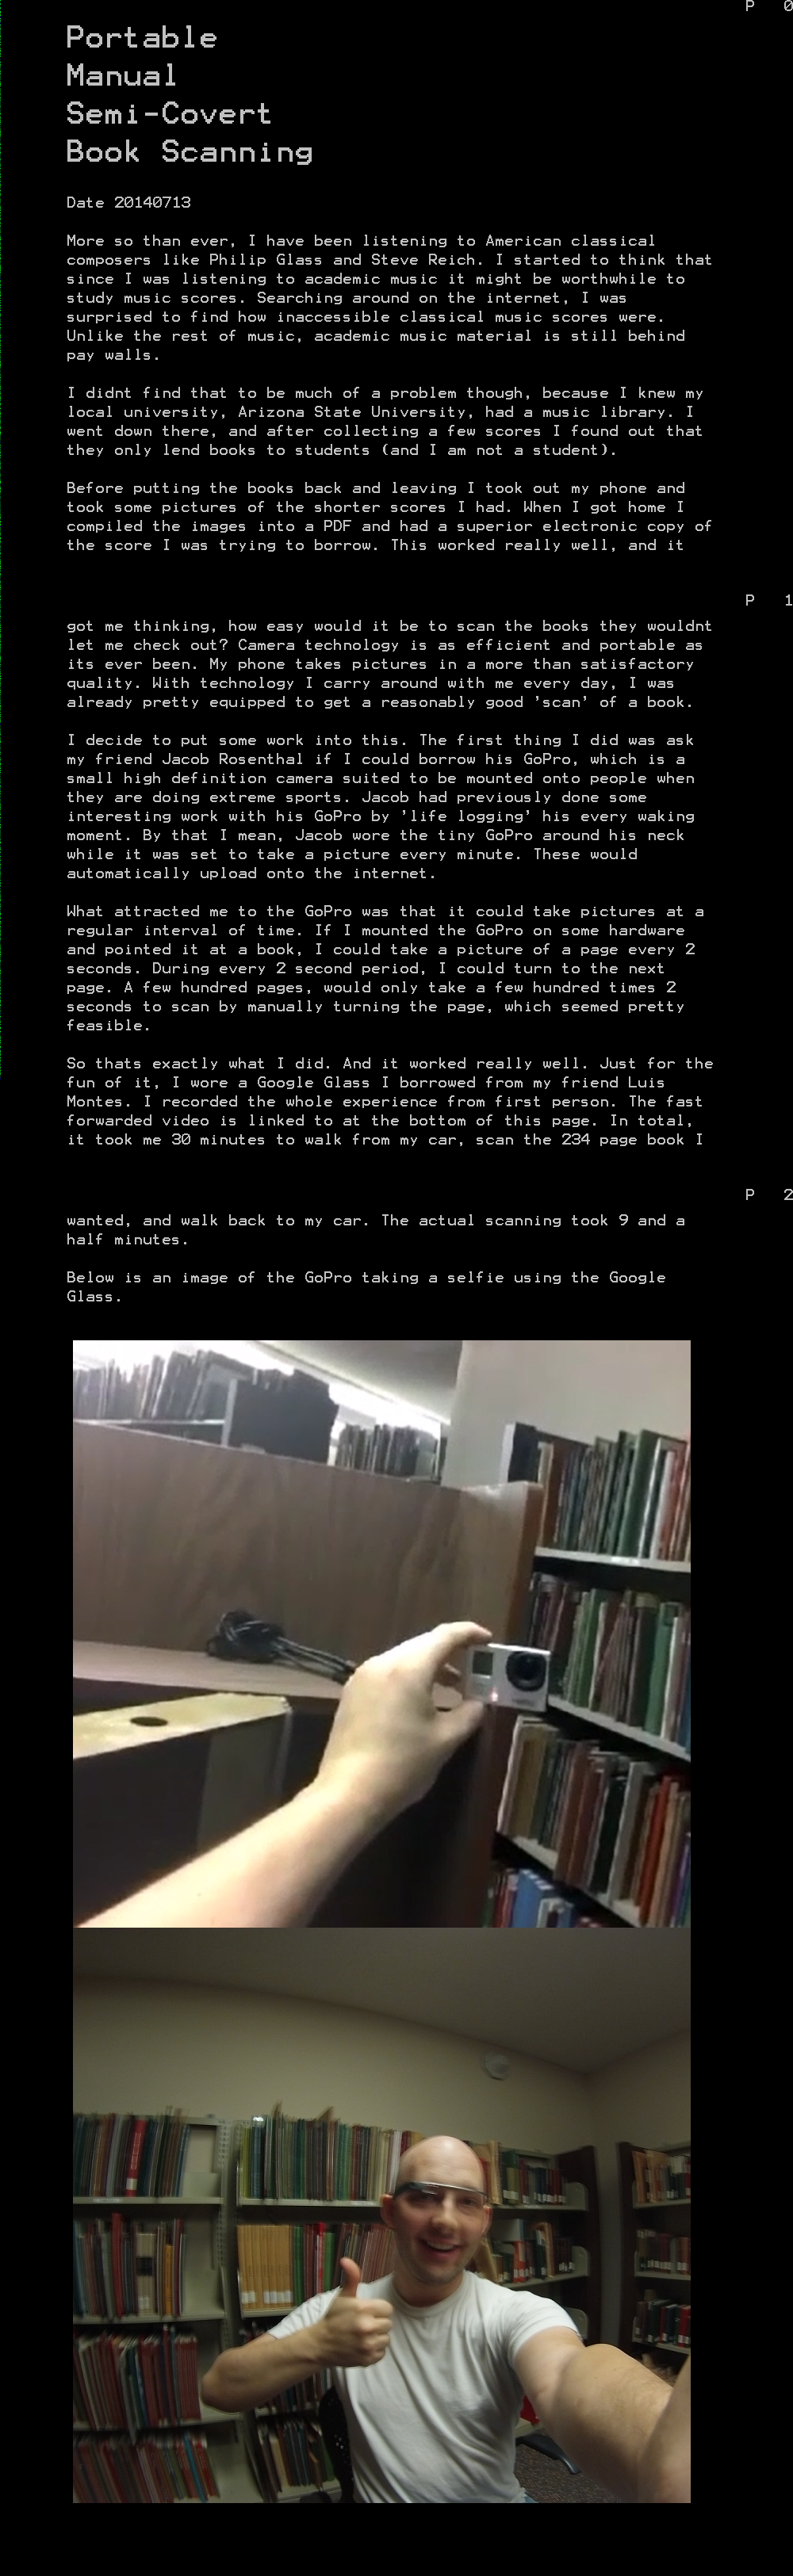 P 0
Portable
Manual
Semi-Covert
Book Scanning
Date 20140713
More so than ever, I have been listening to American classical
composers like Philip Glass and Steve Reich. I started to think that
since I was listening to academic music it might be worthwhile to
study music scores. Searching around on the internet, I was
surprised to find how inaccessible classical music scores were.
Unlike the rest of music, academic music material is still behind
pay walls.
I didnt find that to be much of a problem though, because I knew my
local university, Arizona State University, had a music library. I
went down there, and after collecting a few scores I found out that
they only lend books to students (and I am not a student).
Before putting the books back and leaving I took out my phone and
took some pictures of the shorter scores I had. When I got home I
compiled the images into a PDF and had a superior electronic copy of
the score I was trying to borrow. This worked really well, and it
P 1
got me thinking, how easy would it be to scan the books they wouldnt
let me check out? Camera technology is as efficient and portable as
its ever been. My phone takes pictures in a more than satisfactory
quality. With technology I carry around with me every day, I was
already pretty equipped to get a reasonably good 'scan' of a book.
I decide to put some work into this. The first thing I did was ask
my friend Jacob Rosenthal if I could borrow his GoPro, which is a
small high definition camera suited to be mounted onto people when
they are doing extreme sports. Jacob had previously done some
interesting work with his GoPro by 'life logging' his every waking
moment. By that I mean, Jacob wore the tiny GoPro around his neck
while it was set to take a picture every minute. These would
automatically upload onto the internet.
What attracted me to the GoPro was that it could take pictures at a
regular interval of time. If I mounted the GoPro on some hardware
and pointed it at a book, I could take a picture of a page every 2
seconds. During every 2 second period, I could turn to the next
page. A few hundred pages, would only take a few hundred times 2
seconds to scan by manually turning the page, which seemed pretty
feasible.
So thats exactly what I did. And it worked really well. Just for the
fun of it, I wore a Google Glass I borrowed from my friend Luis
Montes. I recorded the whole experience from first person. The fast
forwarded video is linked to at the bottom of this page. In total,
it took me 30 minutes to walk from my car, scan the 234 page book I
P 2
wanted, and walk back to my car. The actual scanning took 9 and a
half minutes.
Below is an image of the GoPro taking a selfie using the Google
Glass.